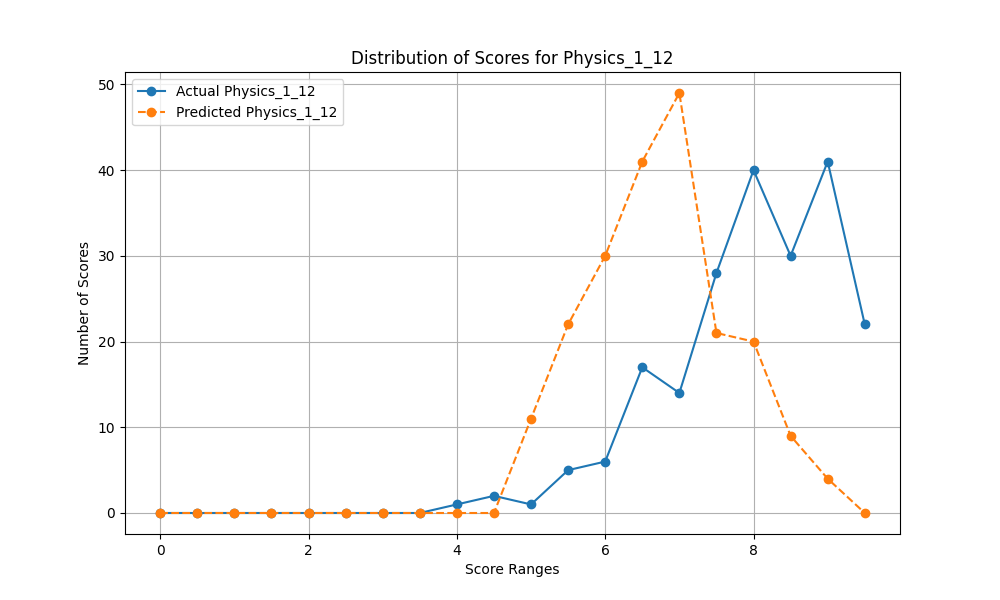 Distribution of Scores for Physics_1_12
Actual Physics_1_12
Predicted Physics_1_12
Number of Scores
50
40
30
20
10
0
0 2 4 6 8
Score Ranges